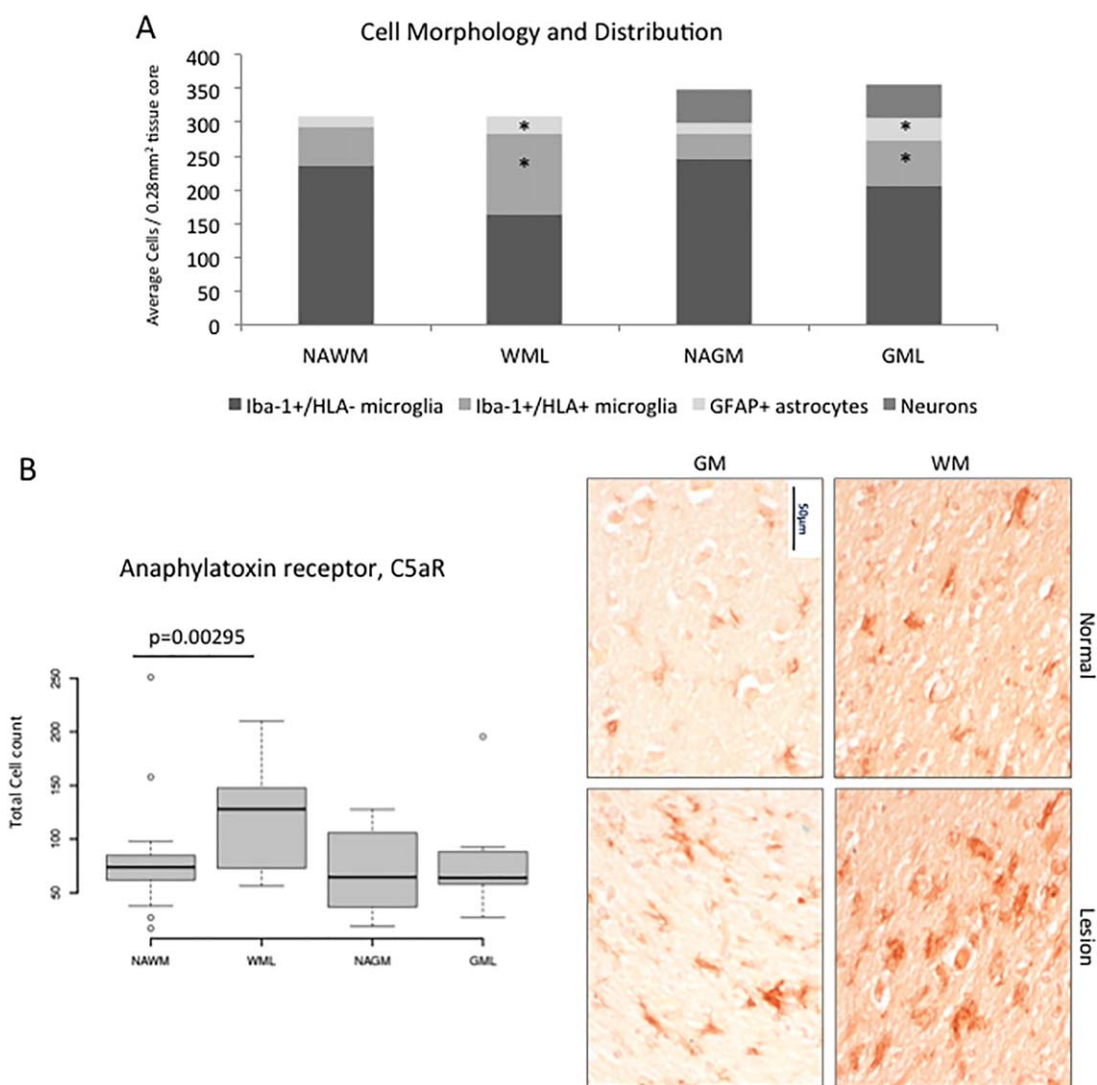 A
Cell Morphology and Distribution
Average Cells / 0.28mm² tissue core
400
350
300
250
200
150
100
50
0
*
*
*
*
NAWM WML NAGM GML
Iba-1+/HLA- microglia Iba-1+/HLA+ microglia GFAP+ astrocytes Neurons
B
Anaphylatoxin receptor, C5aR
p=0.00295
Total Cell count
250
200
150
100
50
NAWM WML NAGM GML
GM WM
50µm
Normal
Lesion